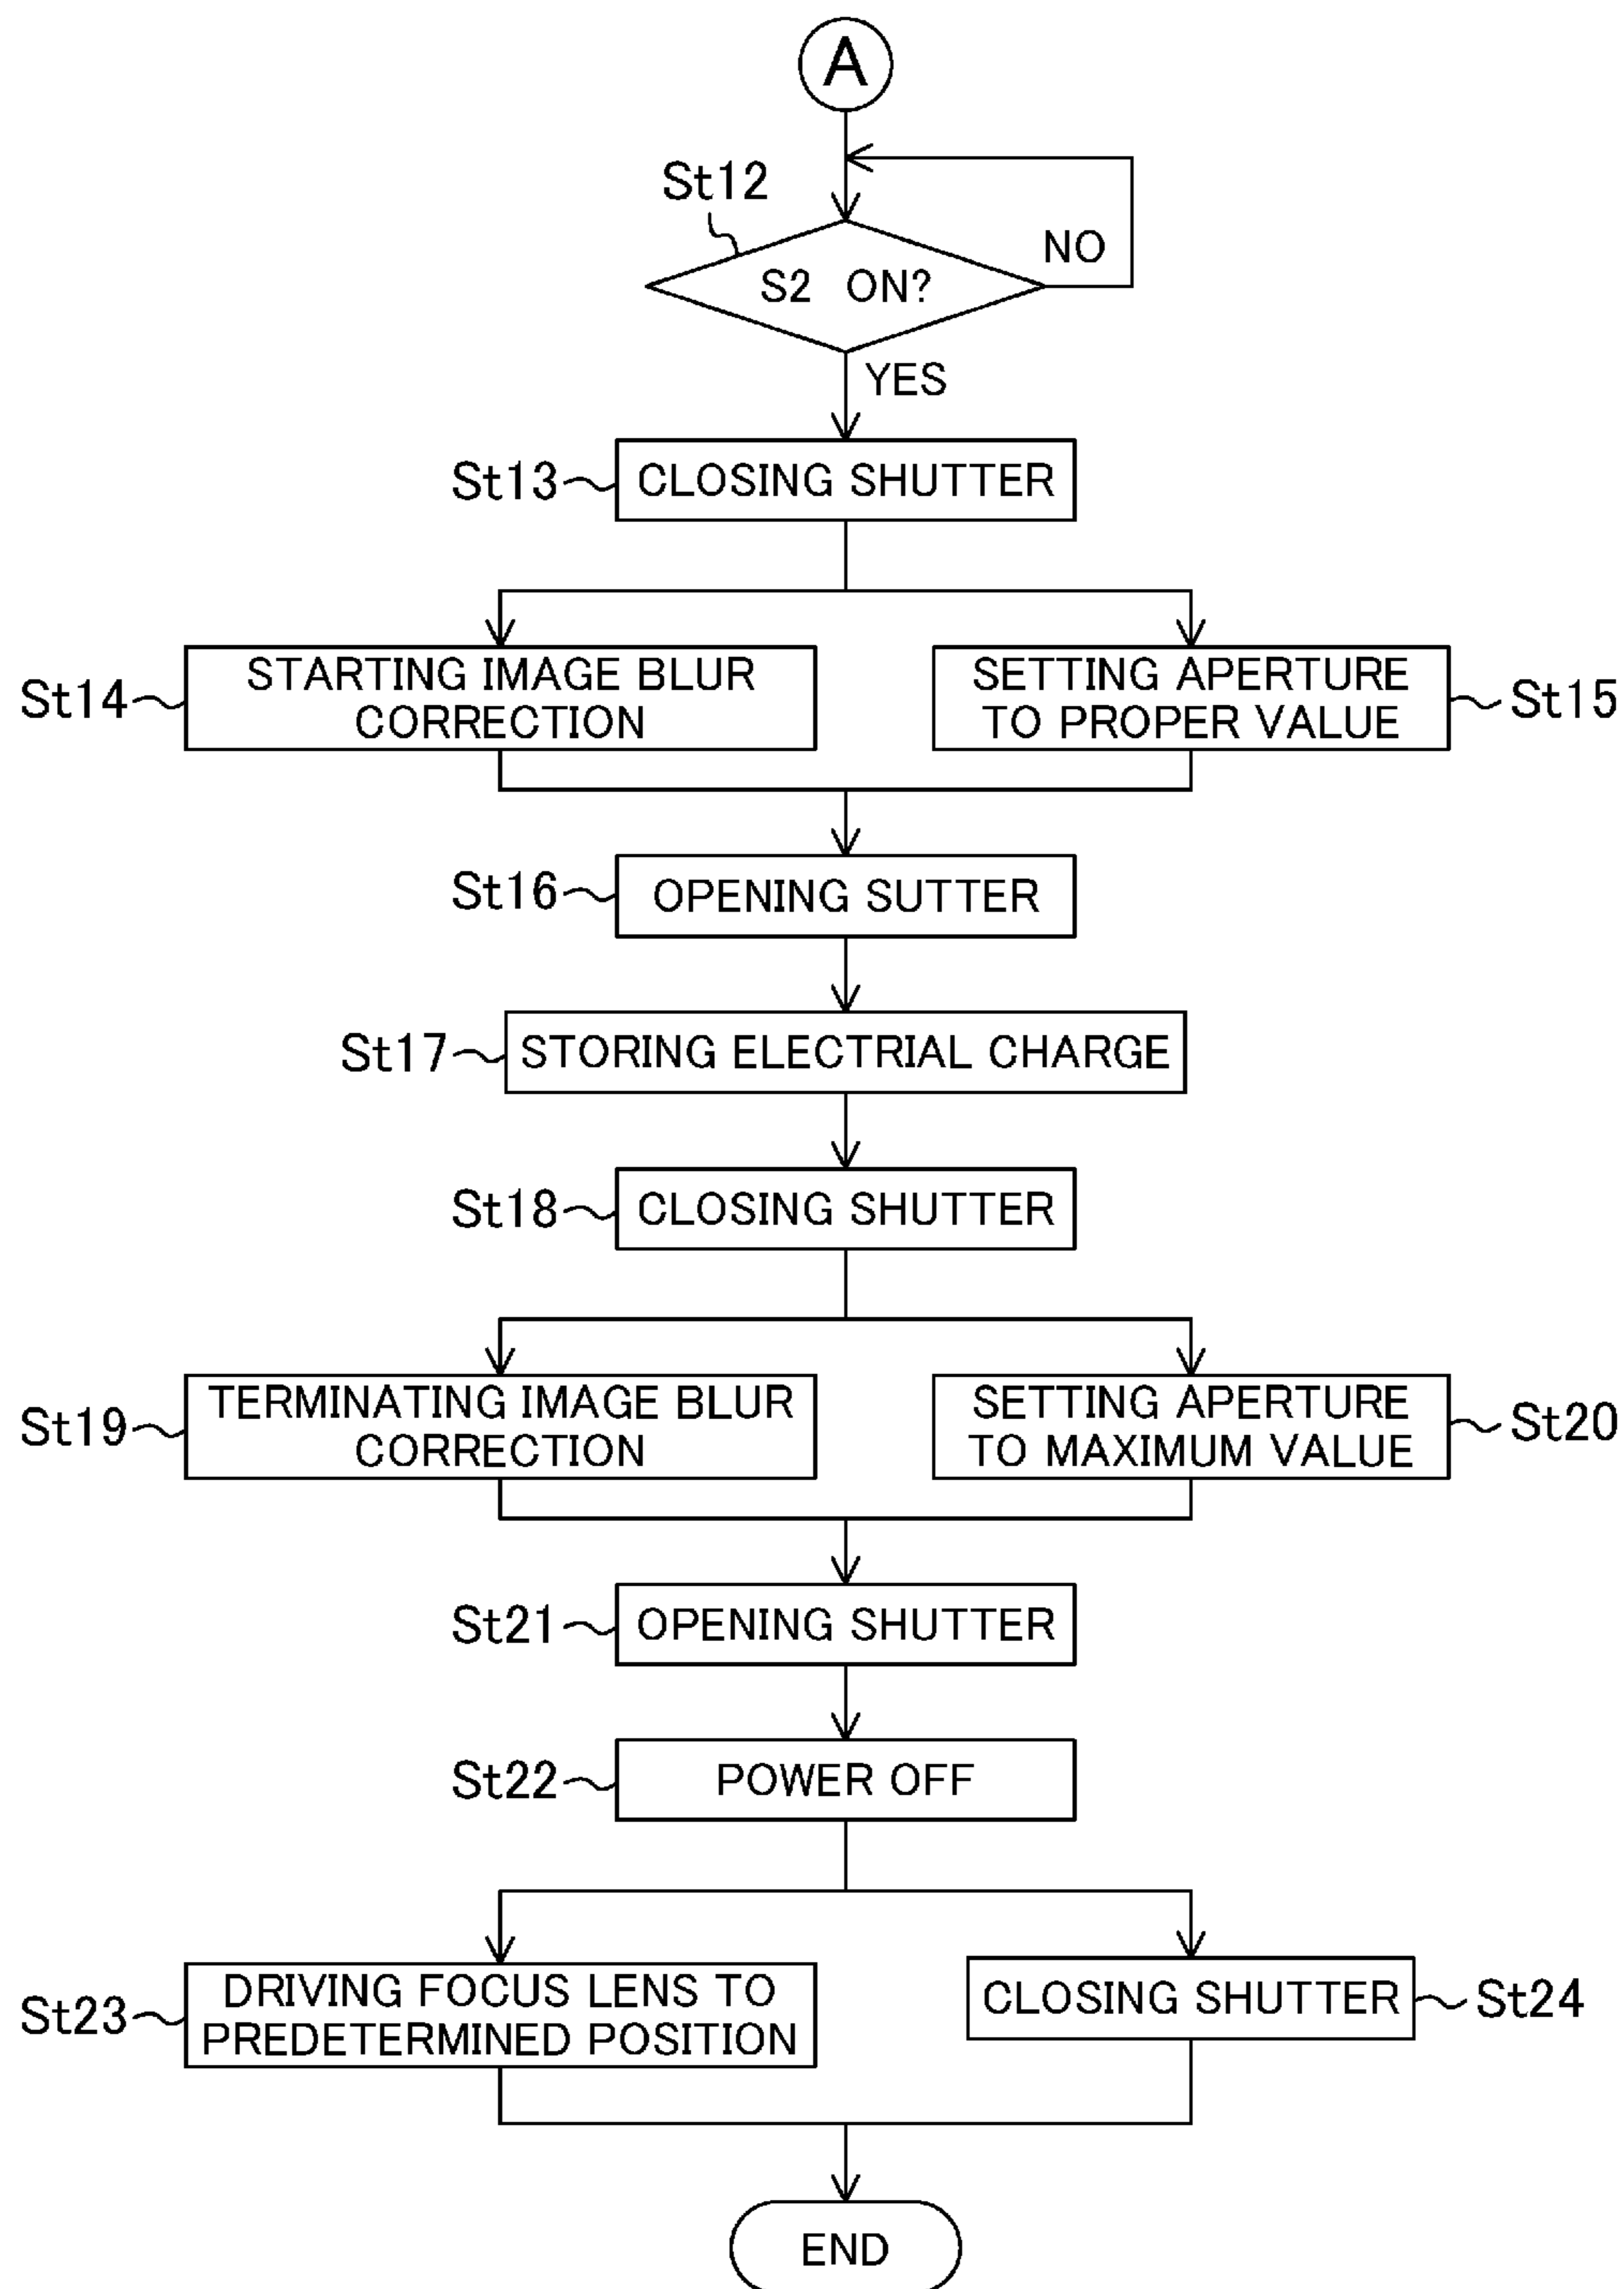 A
St12
NO
S2 ON?
YES
St13
CLOSING SHUTTER
St14
STARTING IMAGE BLUR
CORRECTION
SETTING APERTURE
TO PROPER VALUE
St15
St16
OPENING SUTTER
St17
STORING ELECTRIAL CHARGE
St18
CLOSING SHUTTER
St19
TERMINATING IMAGE BLUR
CORRECTION
SETTING APERTURE
TO MAXIMUM VALUE
St20
St21
OPENING SHUTTER
St22
POWER OFF
St23
DRIVING FOCUS LENS TO
PREDETERMINED POSITION
CLOSING SHUTTER
St24
END